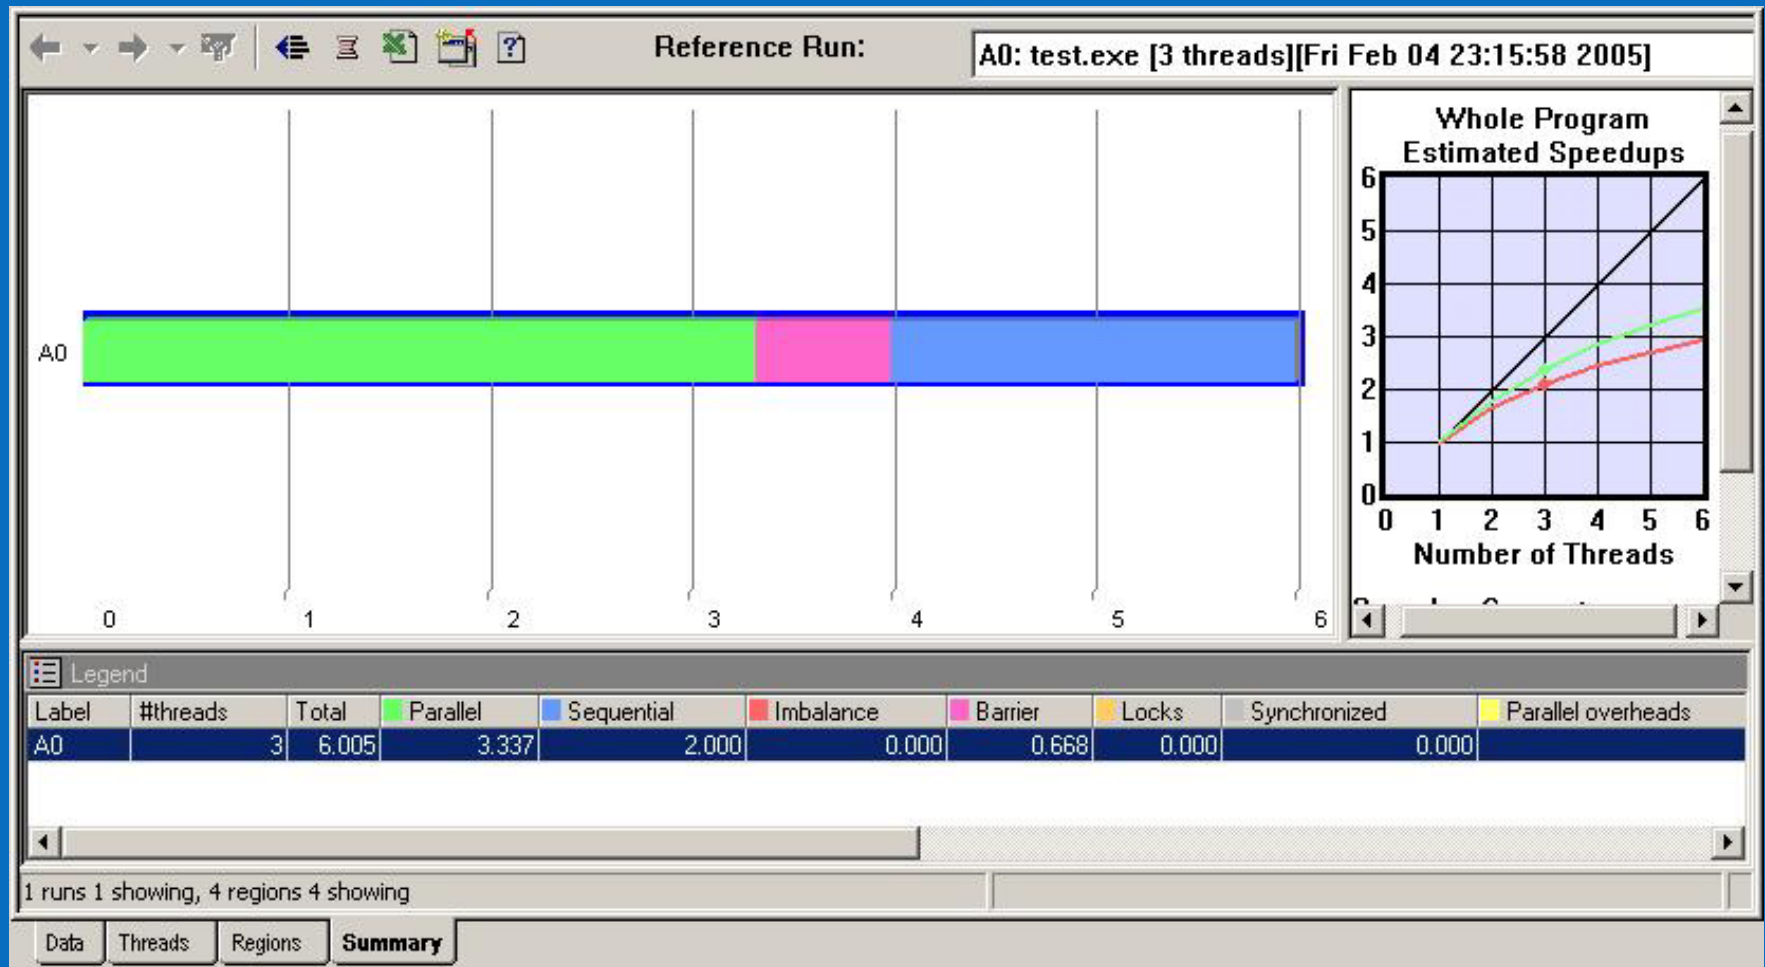 Reference Run: A0: test.exe [3 threads][Fri Feb 04 23:15:58 2005]
A0
0 1 2 3 4 5 6
Whole Program
Estimated Speedups
6
5
4
3
2
1
0
0 1 2 3 4 5 6
Number of Threads
Legend
Label #threads Total Parallel Sequential Imbalance Barrier Locks Synchronized Parallel overheads
A0 3 6.005 3.337 2.000 0.000 0.668 0.000 0.000
1 runs 1 showing, 4 regions 4 showing
Data Threads Regions Summary